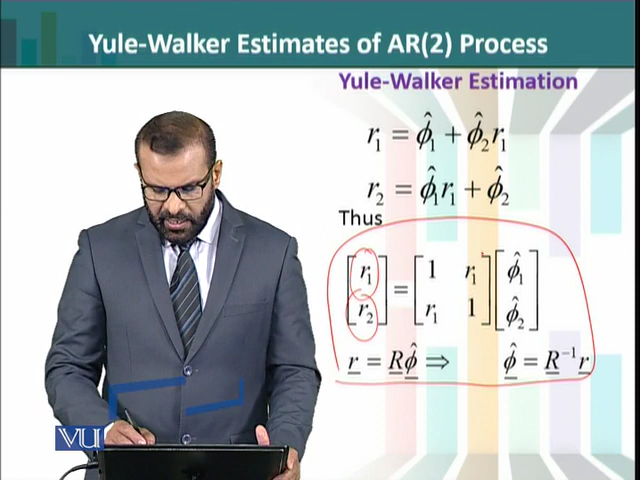 Yule-Walker Estimates of AR(2) Process
Yule-Walker Estimation
r₁ = ϕ̂₁ + ϕ̂₂r₁
r₂ = ϕ̂₁r₁ + ϕ̂₂
Thus
[r₁ r₂] = [1 r₁ r₁ 1] [ϕ̂₁ ϕ̂₂]
r = Rϕ̂ ⇒ ϕ̂ = R⁻¹r
VU